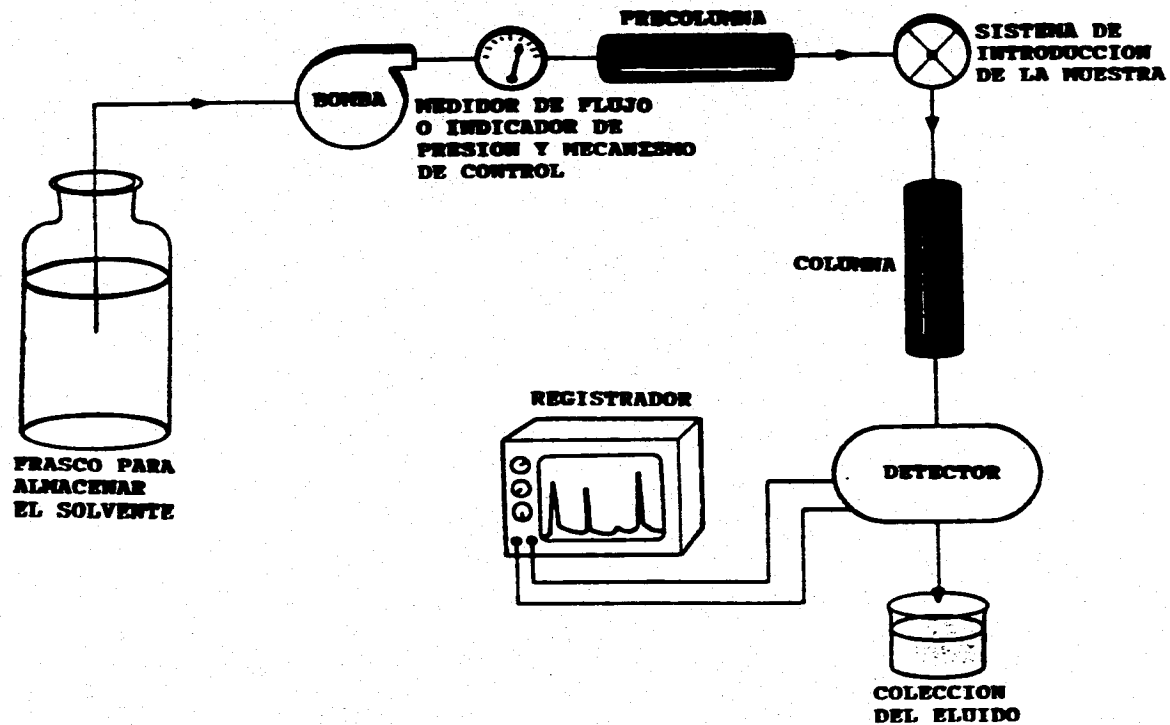 PRECOLUMNA
SISTEMA DE
INTRODUCCION
DE LA MUESTRA
BOMBA
MEDIDOR DE FLUJO
O INDICADOR DE
PRESION Y MECANISMO
DE CONTROL
COLUMNA
REGISTRADOR
DETECTOR
FRASCO PARA
ALMACENAR
EL SOLVENTE
COLECCION
DEL ELUIDO